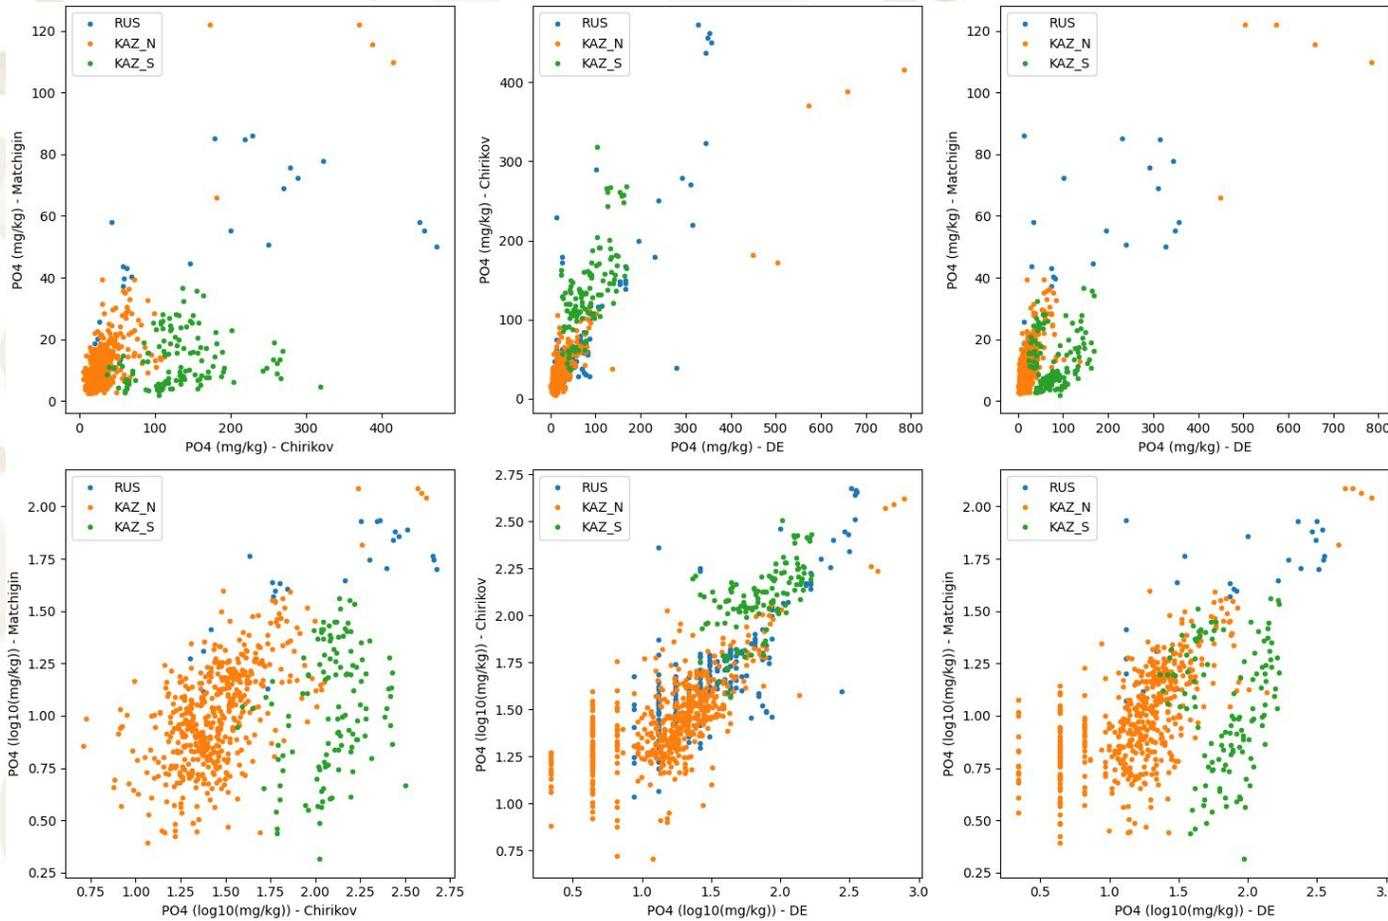 RUS
KAZ_N
KAZ_S
120
100
80
60
40
20
0
PO4 (mg/kg) - Matchigin
0 100 200 300 400
PO4 (mg/kg) - Chirikov
RUS
KAZ_N
KAZ_S
400
300
200
100
0
PO4 (mg/kg) - Chirikov
0 100 200 300 400 500 600 700 800
PO4 (mg/kg) - DE
RUS
KAZ_N
KAZ_S
120
100
80
60
40
20
0
PO4 (mg/kg) - Matchigin
0 100 200 300 400 500 600 700 800
PO4 (mg/kg) - DE
RUS
KAZ_N
KAZ_S
2.00
1.75
1.50
1.25
1.00
0.75
0.50
0.25
PO4 (log10(mg/kg)) - Matchigin
0.75 1.00 1.25 1.50 1.75 2.00 2.25 2.50 2.75
PO4 (log10(mg/kg)) - Chirikov
RUS
KAZ_N
KAZ_S
2.75
2.50
2.25
2.00
1.75
1.50
1.25
1.00
0.75
PO4 (log10(mg/kg)) - Chirikov
0.5 1.0 1.5 2.0 2.5 3.0
PO4 (log10(mg/kg)) - DE
RUS
KAZ_N
KAZ_S
2.00
1.75
1.50
1.25
1.00
0.75
0.50
0.25
PO4 (log10(mg/kg)) - Matchigin
0.5 1.0 1.5 2.0 2.5
PO4 (log10(mg/kg)) - DE